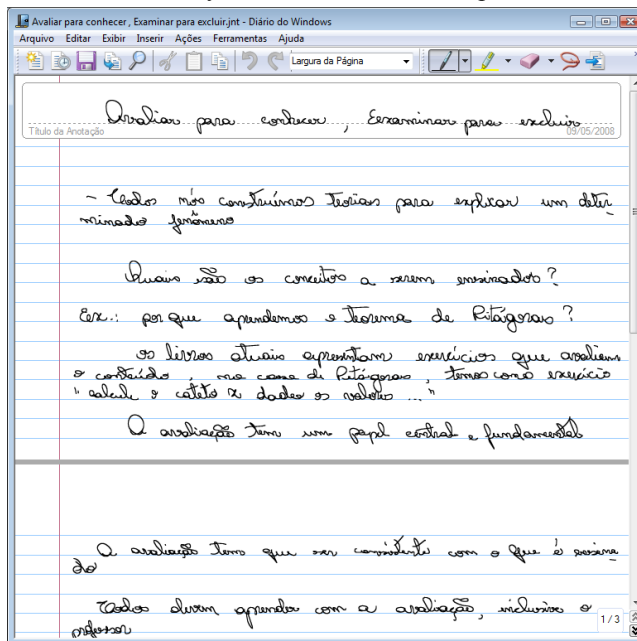 Avaliar para conhecer , Examinar para excluir.jnt - Diário do Windows
Arquivo Editar Exibir Inserir Ações Ferramentas Ajuda
Largura da Página
Avaliar para conhecer , Examinar para excluir
Título da Anotação 09/05/2008
- Todos nós construímos teorias para explicar um deter
minado fenômeno
Quais são os conceitos a serem ensinados?
Ex.: por que aprendemos o teorema de Pitágoras?
os livros atuais apresentam exercícios que avaliam
o conteúdo , no caso de Pitágoras , temos como exercício
" calcule o cateto x dados os valores ... "
A avaliação tem um papel central e fundamental
A avaliação tem que ser consistente com o que é ensina
do
Todos devem aprender com a avaliação, inclusive o
professor
1 / 3